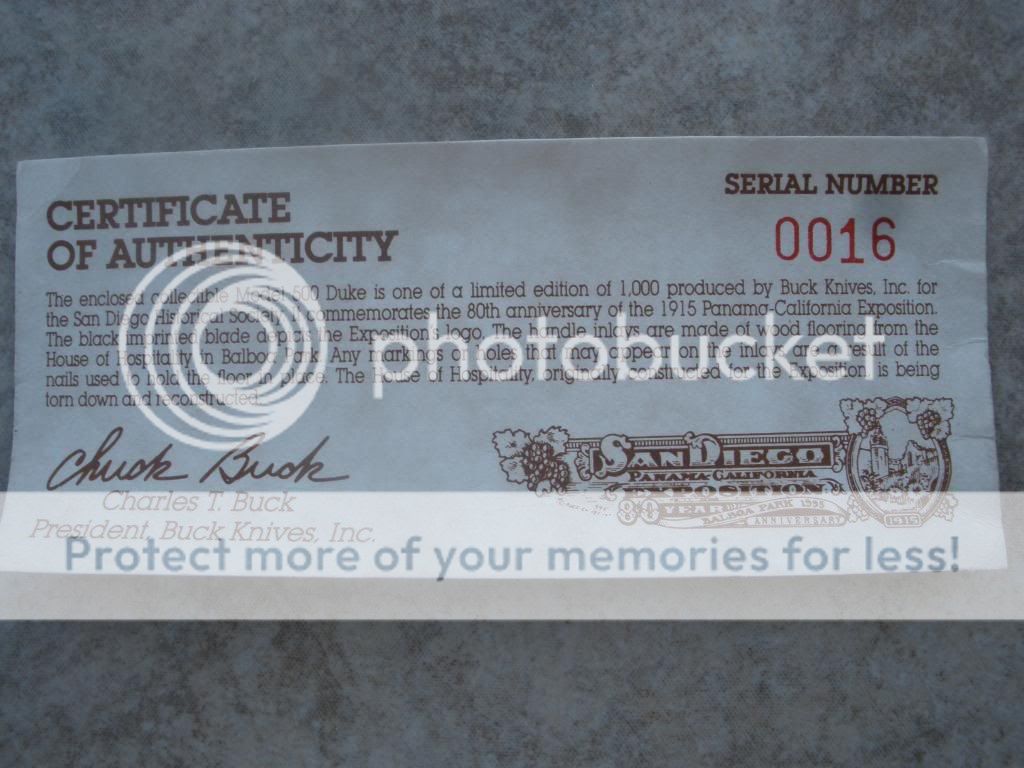 SERIAL NUMBER
0016
CERTIFICATE
OF AUTHENTICITY
The enclosed collectible Model 500 Duke is one of a limited edition of 1,000 produced by Buck Knives, Inc. for
the San Diego Historical Society. It commemorates the 80th anniversary of the 1915 Panama-California Exposition.
The black imprinted blade depicts the Exposition's logo. The handle inlays are made of wood flooring from the
House of Hospitality in Balboa Park. Any markings or holes that may appear on the inlay are a result of the
nails used to hold the floor in place. The House of Hospitality, originally constructed for the Exposition, is being
torn down and reconstructed.
photobucket
Chuck Buck
Charles T. Buck
President, Buck Knives, Inc.
SAN DIEGO
PANAMA-CALIFORNIA
EXPOSITION
80 YEAR BALBOA PARK 1995
ANNIVERSARY
1915
Protect more of your memories for less!